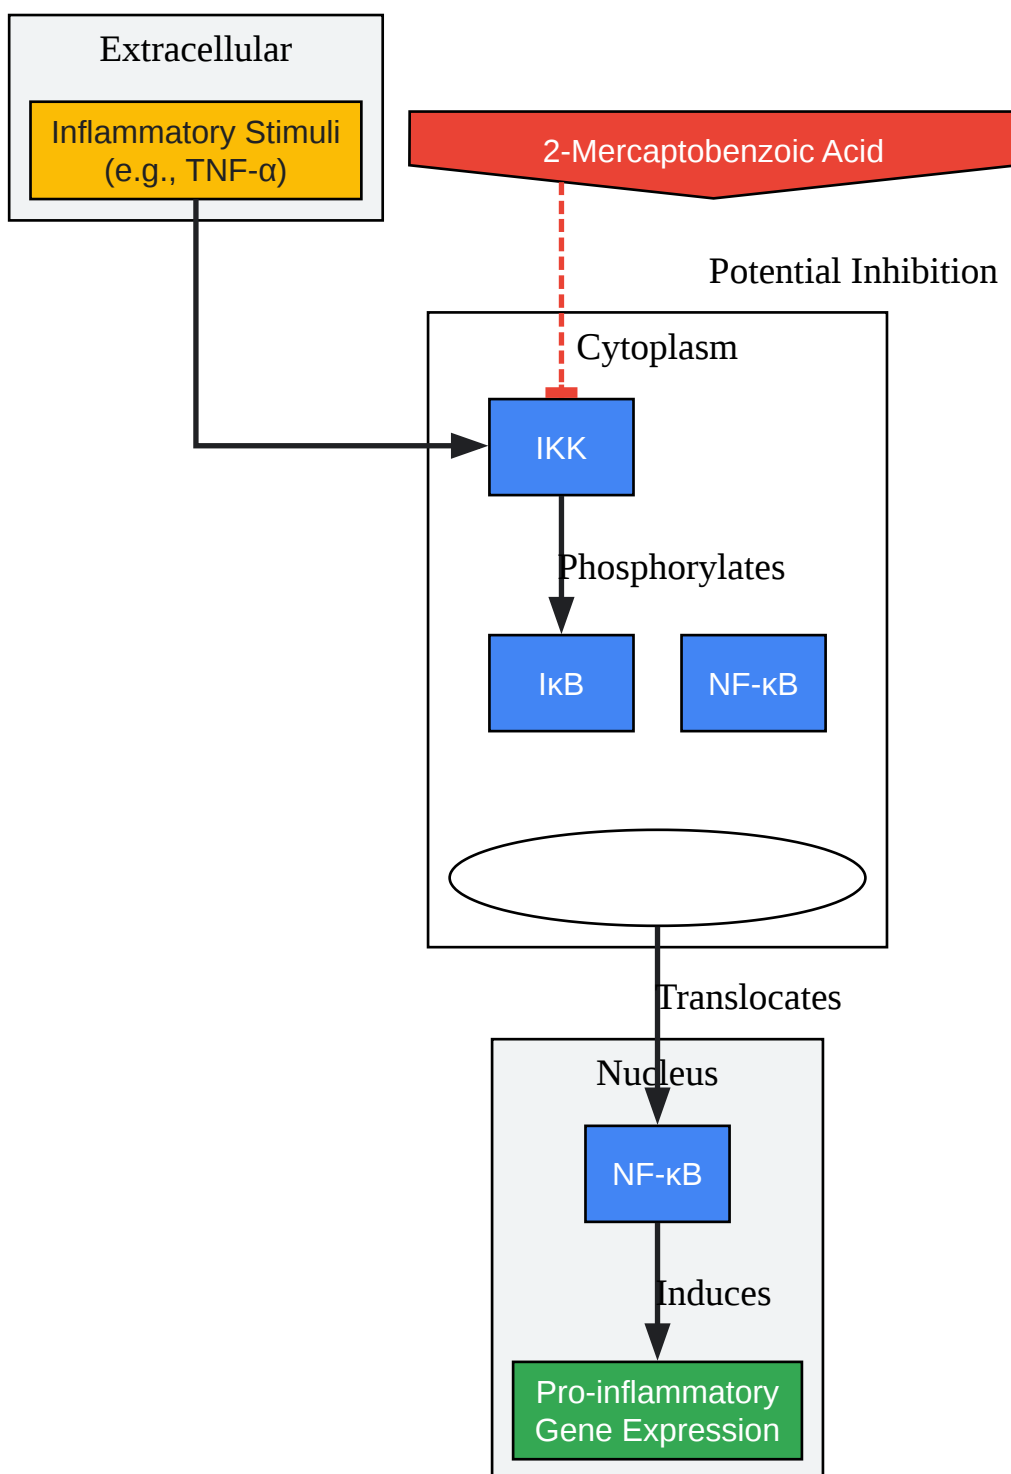 Extracellular
Inflammatory Stimuli
(e.g., TNF-α)
2-Mercaptobenzoic Acid
Potential Inhibition
Cytoplasm
IKK
Phosphorylates
IκB
NF-κB
Translocates
Nucleus
NF-κB
Induces
Pro-inflammatory
Gene Expression